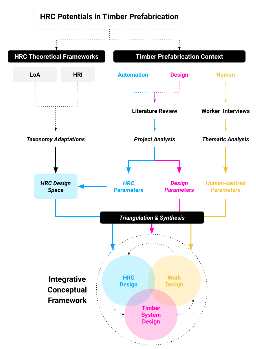 HRC Potentials in Timber Prefabrication
HRC Theoretical Frameworks
Timber Prefabrication Context
LoA
HRI
Automation
Design
Human
Literature Review
Worker Interviews
Taxonomy Adaptations
Project Analysis
Thematic Analysis
HRC Design
Space
HRC
Parameters
Design
Parameters
Human-centred
Parameters
Triangulation & Synthesis
Integrative
Conceptual
Framework
HRC
Design
Work
Design
Timber
System
Design